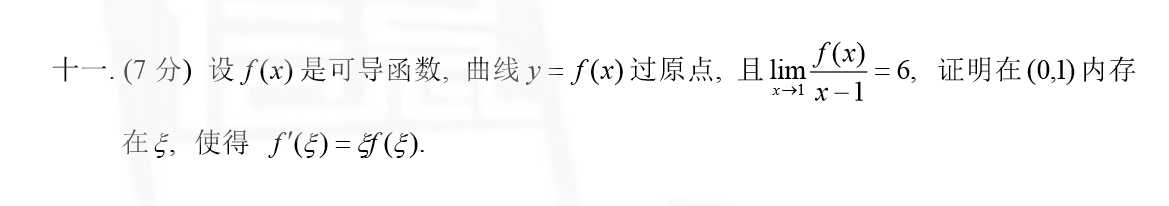 十一. (7 分) 设 f(x) 是可导函数, 曲线 y = f(x) 过原点, 且 \lim_{x→1} \frac{f(x)}{x-1} = 6, 证明在 (0,1) 内存
在 ξ, 使得 f′(ξ) = ξf(ξ).